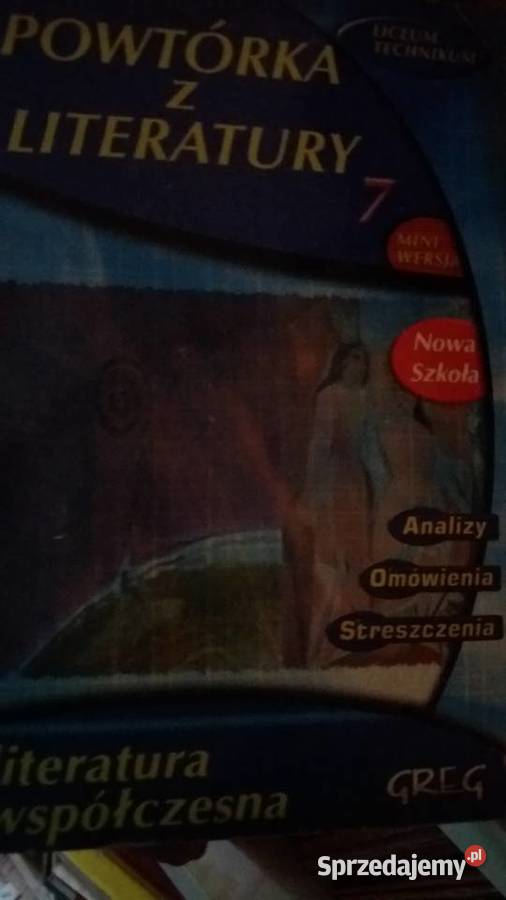 POWTÓRKA
Z
LITERATURY
7
LICEUM
TECHNIKUM
MINI
WERSJA
Nowa
Szkoła
Analizy
Omówienia
Streszczenia
literatura
współczesna
GREG
Sprzedajemy.pl